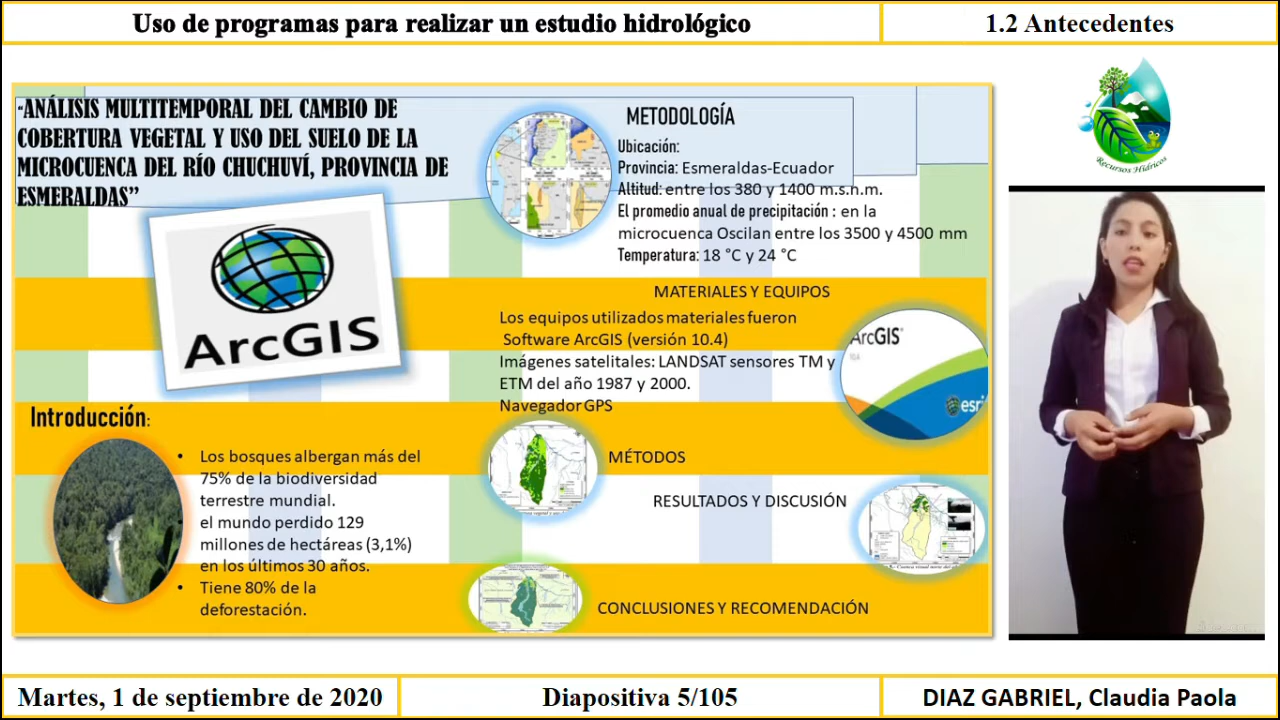 Uso de programas para realizar un estudio hidrológico
1.2 Antecedentes
"ANÁLISIS MULTITEMPORAL DEL CAMBIO DE
COBERTURA VEGETAL Y USO DEL SUELO DE LA
MICROCUENCA DEL RÍO CHUCHUVÍ, PROVINCIA DE
ESMERALDAS”
ArcGIS
Introducción:
• Los bosques albergan más del
75% de la biodiversidad
terrestre mundial.
el mundo perdido 129
millones de hectáreas (3,1%)
en los últimos 30 años.
• Tiene 80% de la
deforestación.
METODOLOGÍA
Ubicación:
Provincia: Esmeraldas-Ecuador
Altitud: entre los 380 y 1400 m.s.n.m.
El promedio anual de precipitación : en la
microcuenca Oscilan entre los 3500 y 4500 mm
Temperatura: 18 °C y 24 °C
MATERIALES Y EQUIPOS
Los equipos utilizados materiales fueron
Software ArcGIS (versión 10.4)
Imágenes satelitales: LANDSAT sensores TM y
ETM del año 1987 y 2000.
Navegador GPS
ArcGIS
10.4
esri
MÉTODOS
RESULTADOS Y DISCUSIÓN
CONCLUSIONES Y RECOMENDACIÓN
Recursos Hídricos
Martes, 1 de septiembre de 2020
Diapositiva 5/105
DIAZ GABRIEL, Claudia Paola